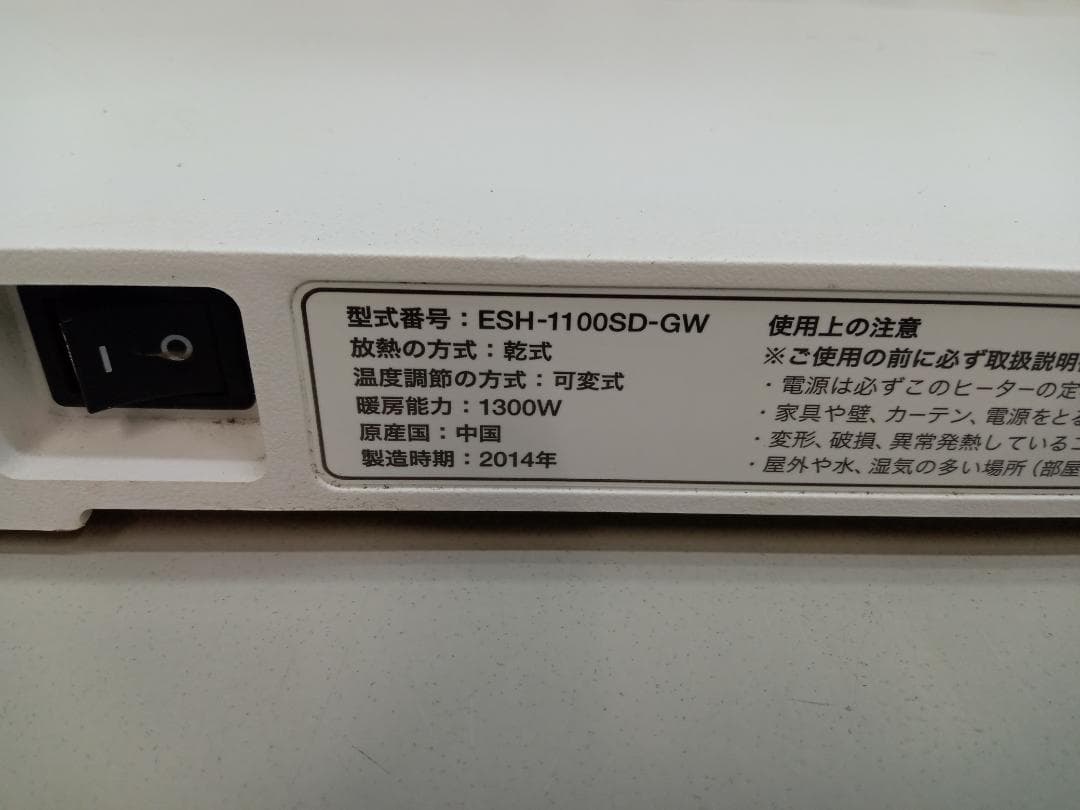 型式番号：ESH-1100SD-GW
放熱の方式：乾式
温度調節の方式：可変式
暖房能力：1300W
原産国：中国
製造時期：2014年
使用上の注意
※ご使用の前に必ず取扱説明
・電源は必ずこのヒーターの定
・家具や壁、カーテン、電源をとる
・変形、破損、異常発熱しているコ
・屋外や水、湿気の多い場所（部屋